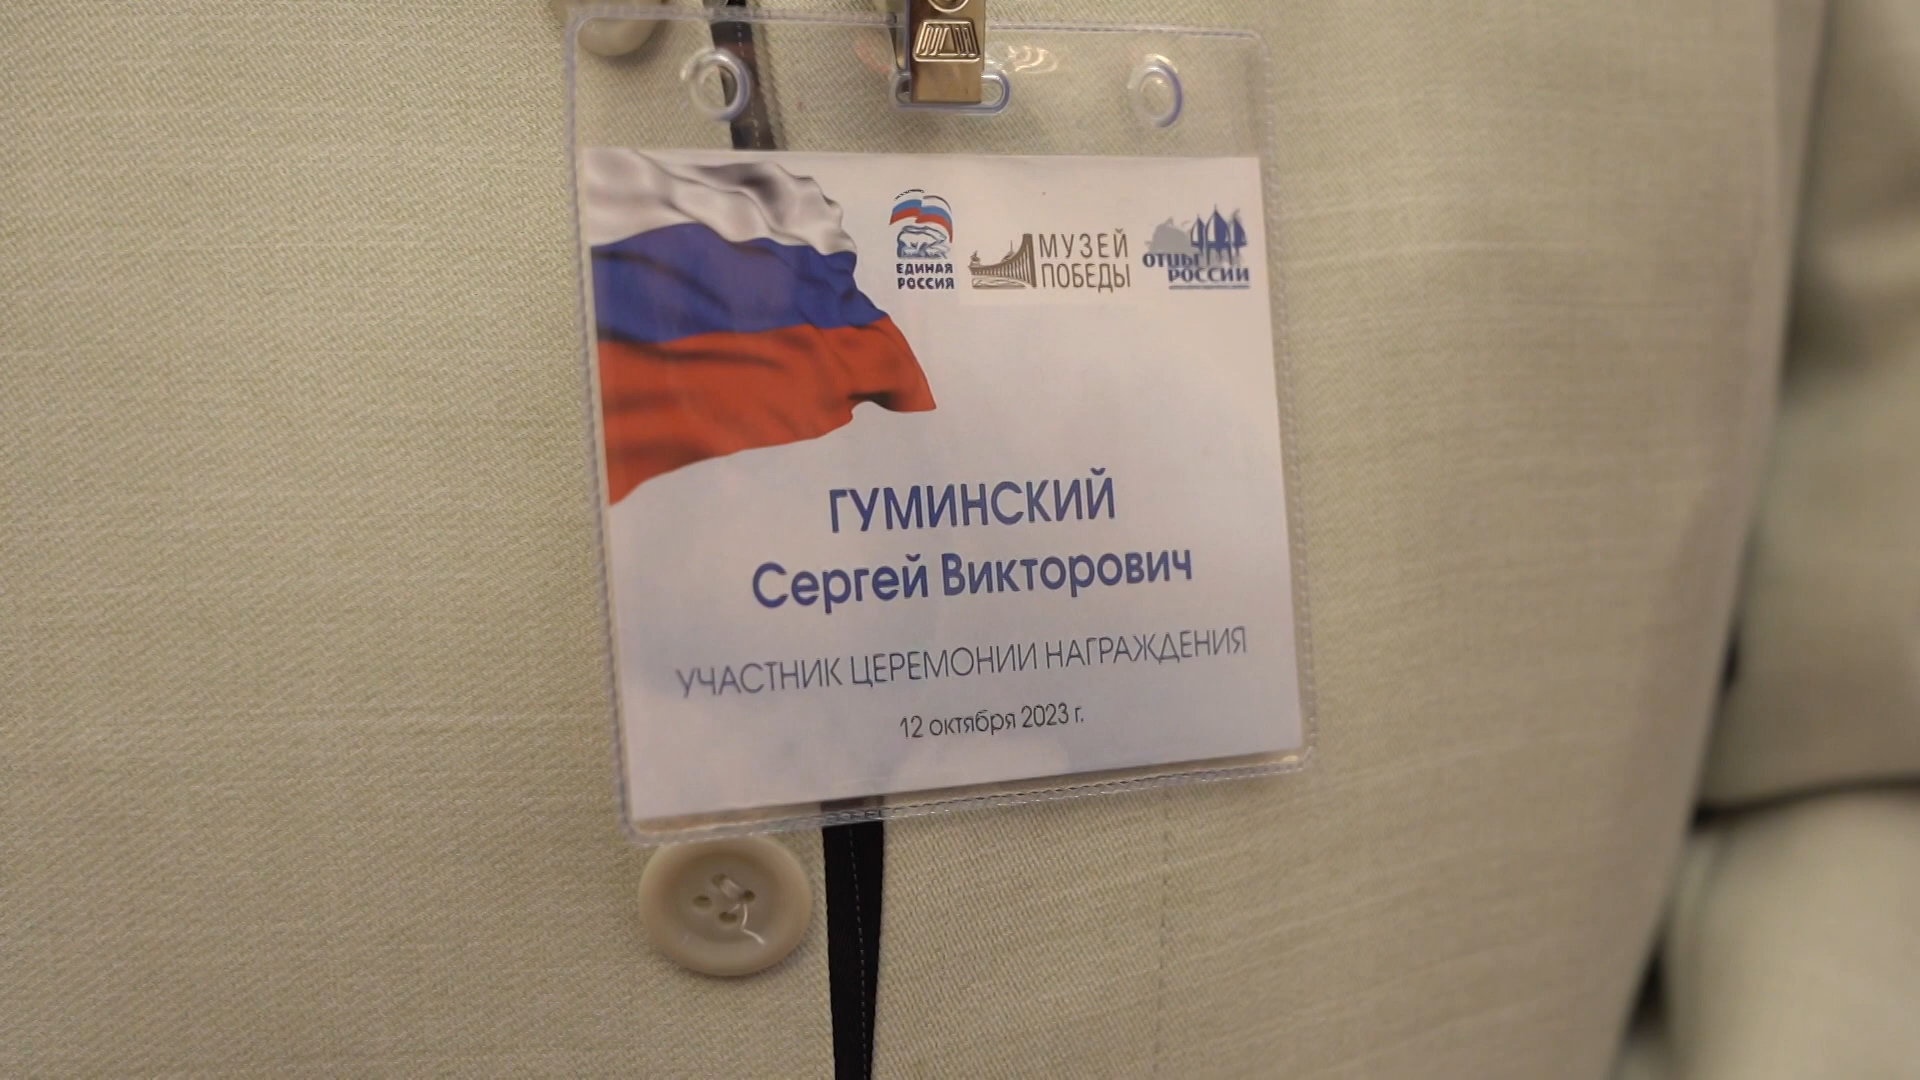 ЕДИНАЯ
РОССИЯ
МУЗЕЙ
ПОБЕДЫ
ОТЦЫ
РОССИИ
ГУМИНСКИЙ
Сергей Викторович
УЧАСТНИК ЦЕРЕМОНИИ НАГРАЖДЕНИЯ
12 октября 2023 г.